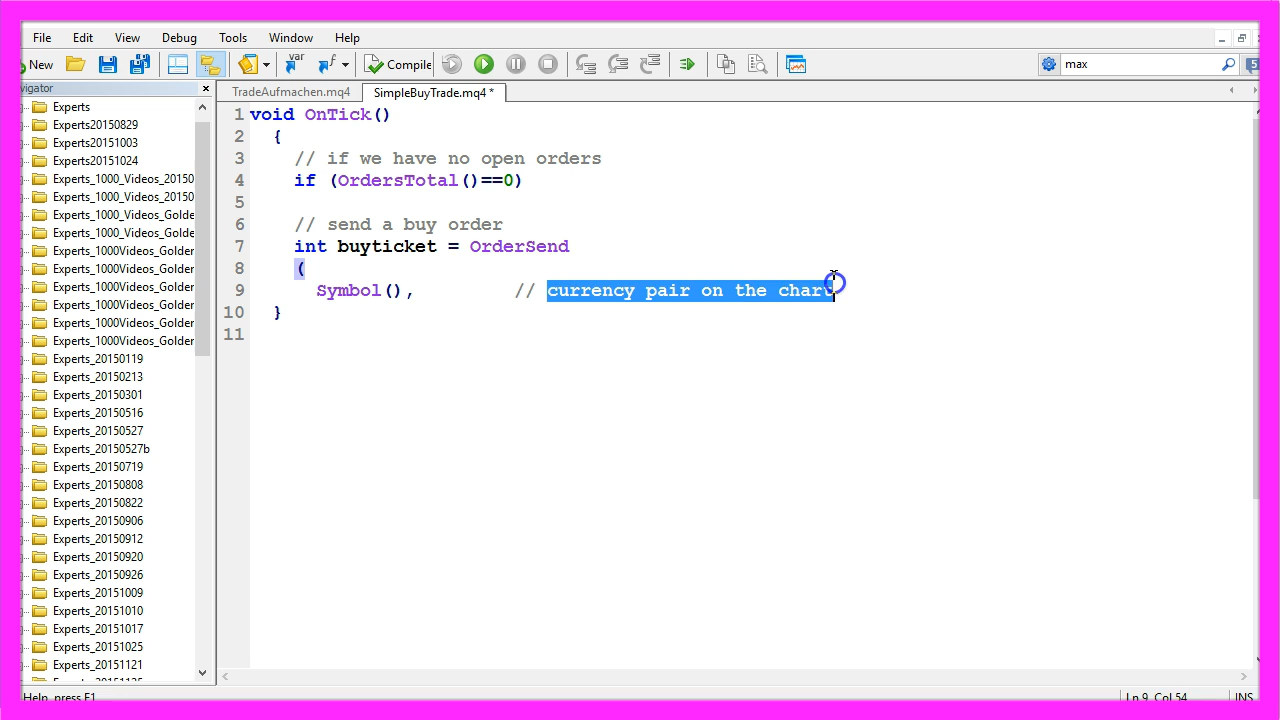 File Edit View Debug Tools Window Help
New Compile max 5
vigator
TradeAufmachen.mq4 SimpleBuyTrade.mq4 *
Experts
Experts20150829
Experts20151003
Experts20151024
Experts_1000_Videos_20150
Experts_1000_Videos_20150
Experts_1000_Videos_Golde
Experts_1000_Videos_Golde
Experts_1000Videos_Golder
Experts_1000Videos_Golder
Experts_1000Videos_Golder
Experts_1000Videos_Golder
Experts_1000Videos_Golder
Experts_1000Videos_Golder
Experts_20150119
Experts_20150213
Experts_20150301
Experts_20150516
Experts_20150527
Experts_20150527b
Experts_20150719
Experts_20150808
Experts_20150822
Experts_20150906
Experts_20150912
Experts_20150920
Experts_20150926
Experts_20151009
Experts_20151010
Experts_20151017
Experts_20151025
Experts_20151121
1 void OnTick()
2 {
3 // if we have no open orders
4 if (OrdersTotal()==0)
5
6 // send a buy order
7 int buyticket = OrderSend
8 (
9 Symbol(), // currency pair on the chart
10 }
11
Help, press F1
Ln 9, Col 54 INS